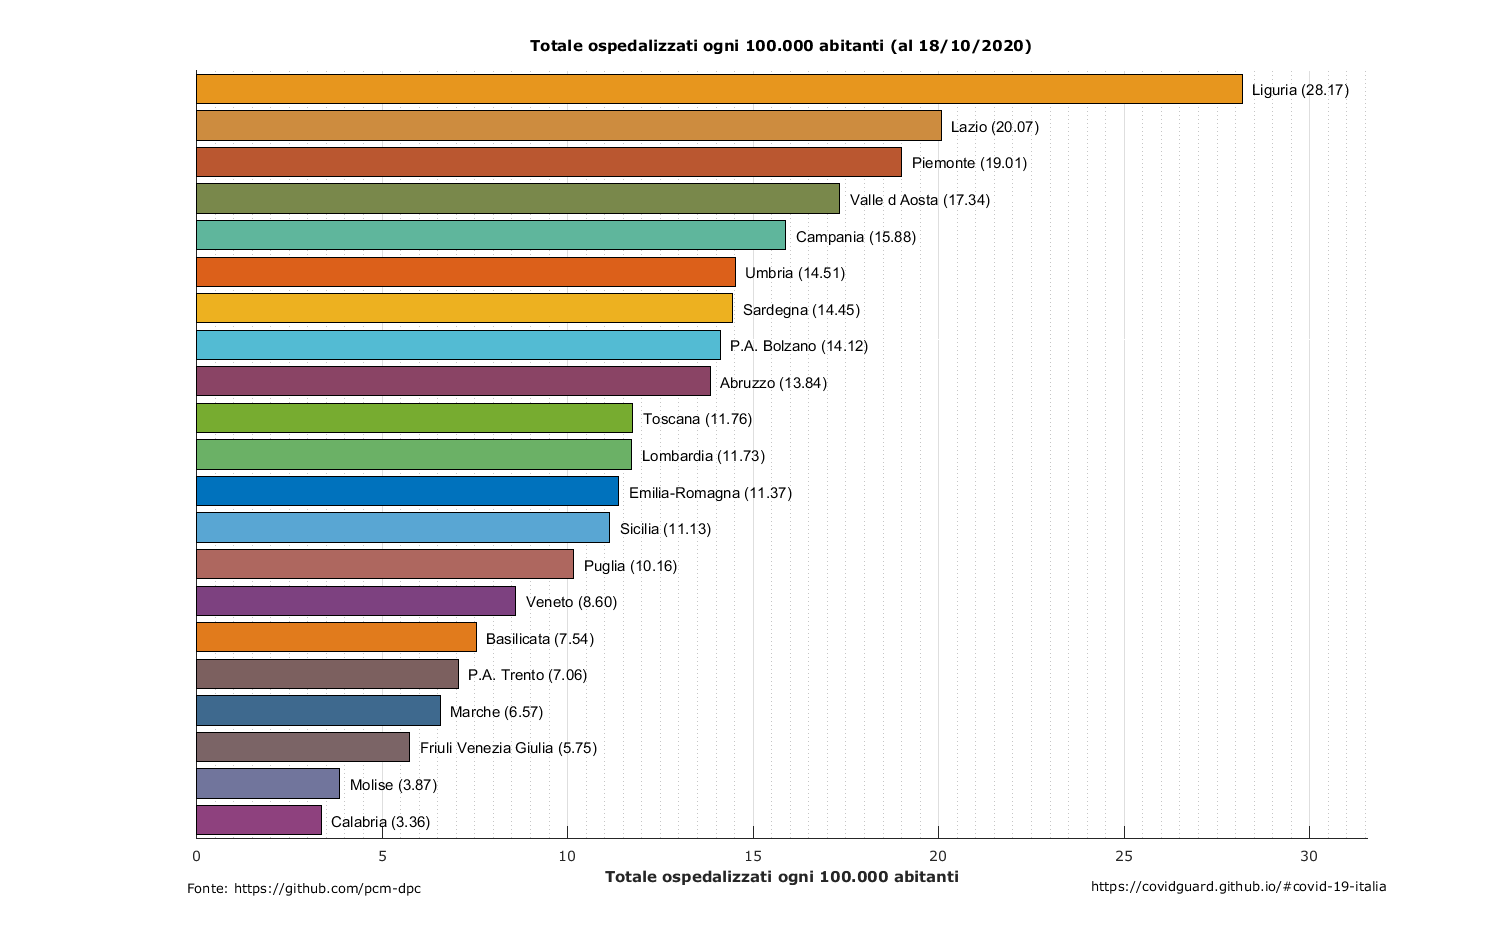 Totale ospedalizzati ogni 100.000 abitanti (al 18/10/2020)
Liguria (28.17)
Lazio (20.07)
Piemonte (19.01)
Valle d Aosta (17.34)
Campania (15.88)
Umbria (14.51)
Sardegna (14.45)
P.A. Bolzano (14.12)
Abruzzo (13.84)
Toscana (11.76)
Lombardia (11.73)
Emilia-Romagna (11.37)
Sicilia (11.13)
Puglia (10.16)
Veneto (8.60)
Basilicata (7.54)
P.A. Trento (7.06)
Marche (6.57)
Friuli Venezia Giulia (5.75)
Molise (3.87)
Calabria (3.36)
0 5 10 15 20 25 30
Totale ospedalizzati ogni 100.000 abitanti
Fonte: https://github.com/pcm-dpc
https://covidguard.github.io/#covid-19-italia